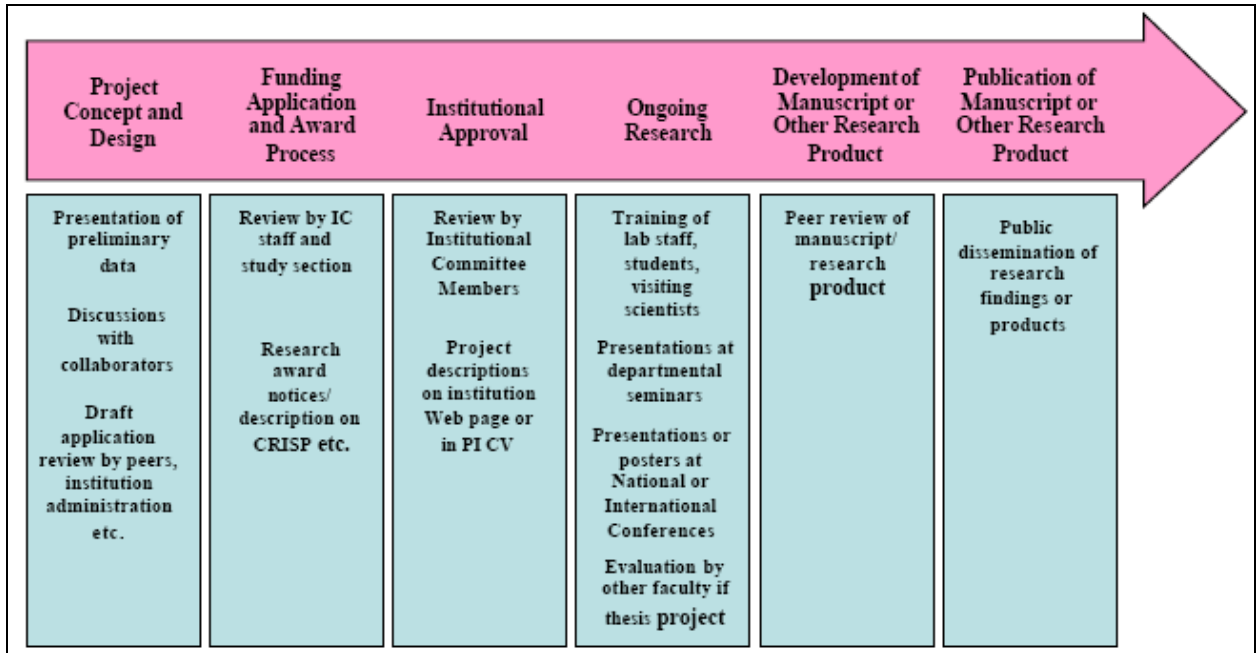 Project
Concept and
Design
Funding
Application
and Award
Process
Institutional
Approval
Ongoing
Research
Development of
Manuscript or
Other Research
Product
Publication of
Manuscript or
Other Research
Product
Presentation of
preliminary
data
Discussions
with
collaborators
Draft
application
review by peers,
institution
administration
etc.
Review by IC
staff and
study section
Research
award
notices/
description on
CRISP etc.
Review by
Institutional
Committee
Members
Project
descriptions
on institution
Web page or
in PI CV
Training of
lab staff,
students,
visiting
scientists
Presentations at
departmental
seminars
Presentations or
posters at
National or
International
Conferences
Evaluation by
other faculty if
thesis project
Peer review of
manuscript/
research
product
Public
dissemination of
research
findings or
products